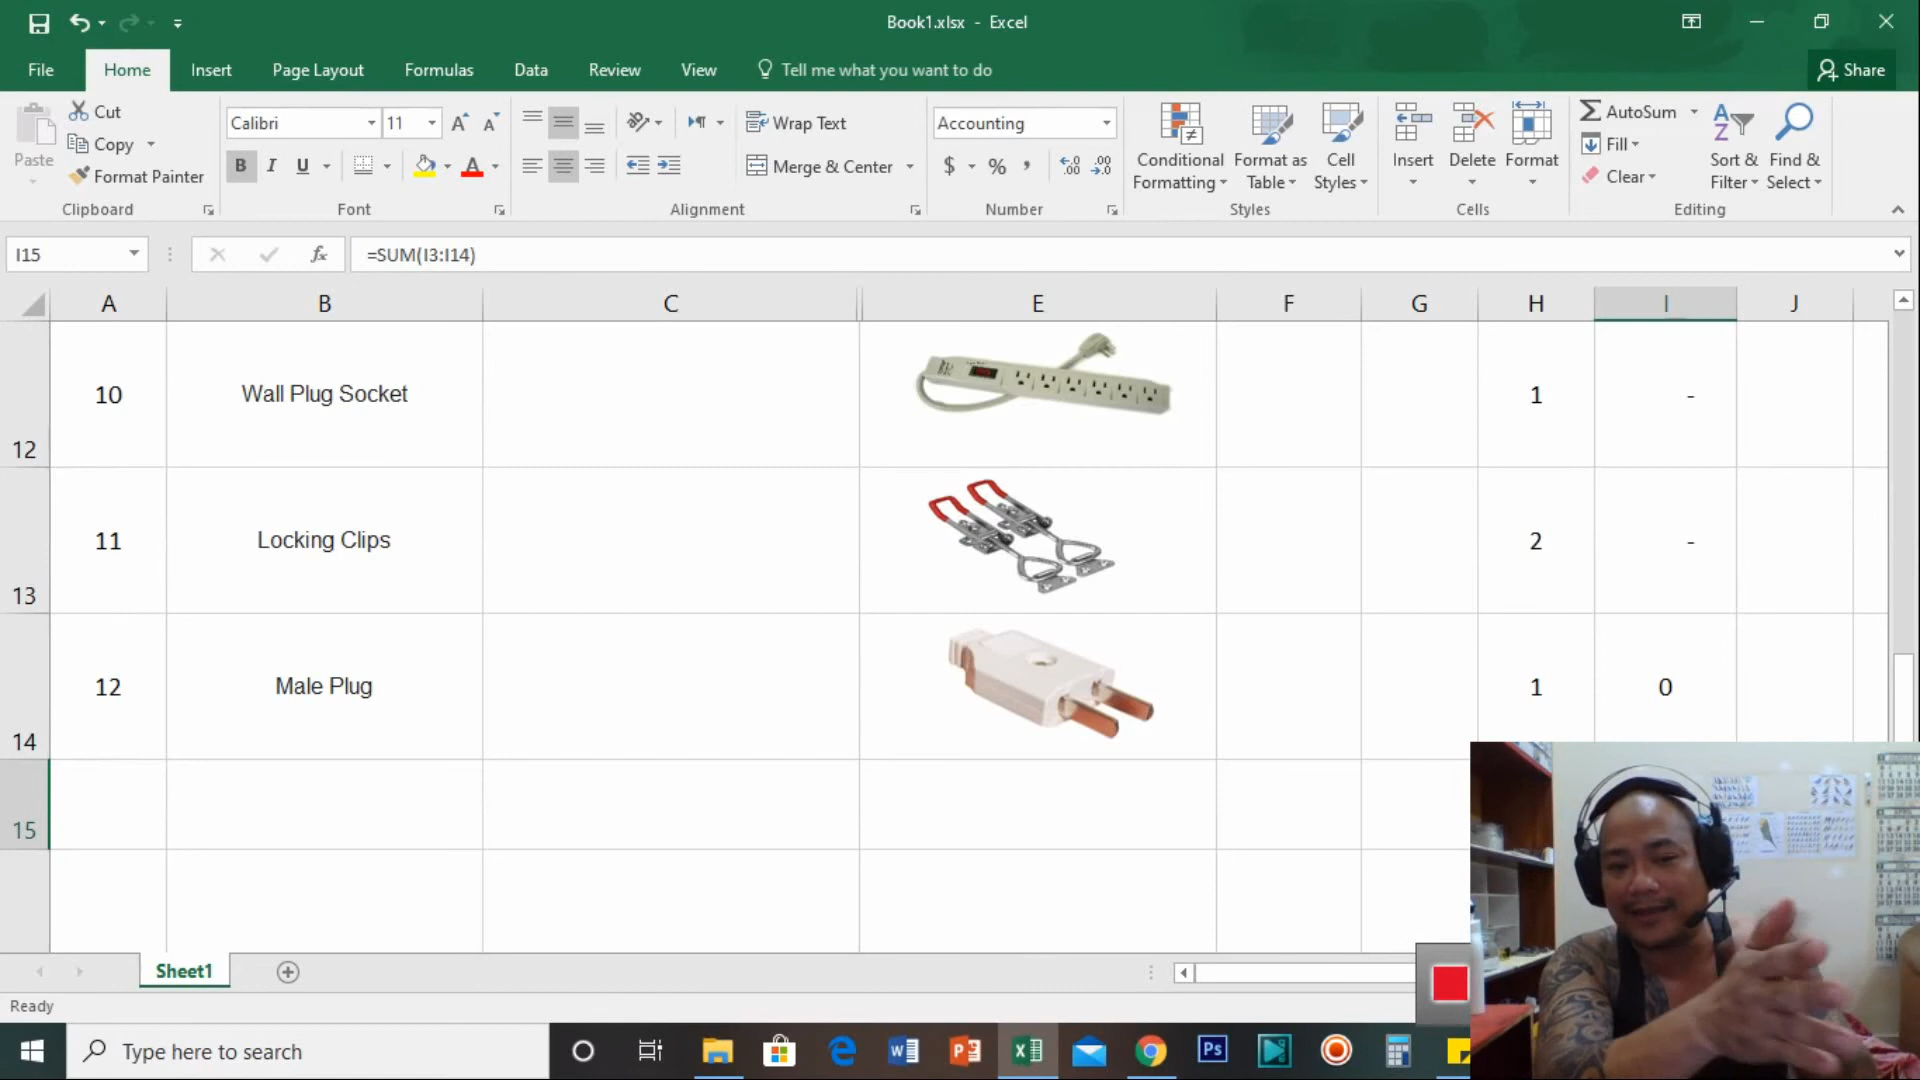 Book1.xlsx - Excel
File Home Insert Page Layout Formulas Data Review View Tell me what you want to do Share
Paste Cut Copy Format Painter Clipboard
Calibri 11 B I U Font
Wrap Text Merge & Center Alignment
Accounting $ % , Number
Conditional Formatting Format as Table Cell Styles Styles
Insert Delete Format Cells
AutoSum Fill Clear Sort & Filter Find & Select Editing
I15 fx =SUM(I3:I14)
A B C E F G H I J
12 10 Wall Plug Socket 1 -
13 11 Locking Clips 2 -
14 12 Male Plug 1 0
15
Sheet1
Ready
Type here to search